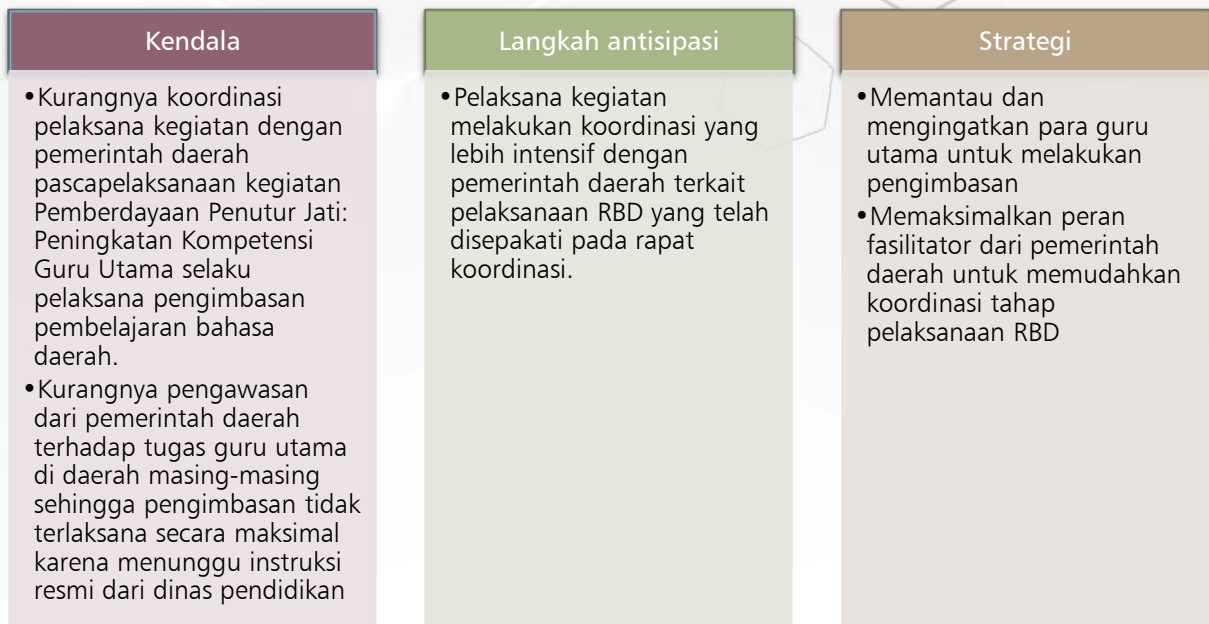 Kendala
•Kurangnya koordinasi
pelaksana kegiatan dengan
pemerintah daerah
pascapelaksanaan kegiatan
Pemberdayaan Penutur Jati:
Peningkatan Kompetensi
Guru Utama selaku
pelaksana pengimbasan
pembelajaran bahasa
daerah.
•Kurangnya pengawasan
dari pemerintah daerah
terhadap tugas guru utama
di daerah masing-masing
sehingga pengimbasan tidak
terlaksana secara maksimal
karena menunggu instruksi
resmi dari dinas pendidikan
Langkah antisipasi
•Pelaksana kegiatan
melakukan koordinasi yang
lebih intensif dengan
pemerintah daerah terkait
pelaksanaan RBD yang telah
disepakati pada rapat
koordinasi.
Strategi
•Memantau dan
mengingatkan para guru
utama untuk melakukan
pengimbasan
•Memaksimalkan peran
fasilitator dari pemerintah
daerah untuk memudahkan
koordinasi tahap
pelaksanaan RBD